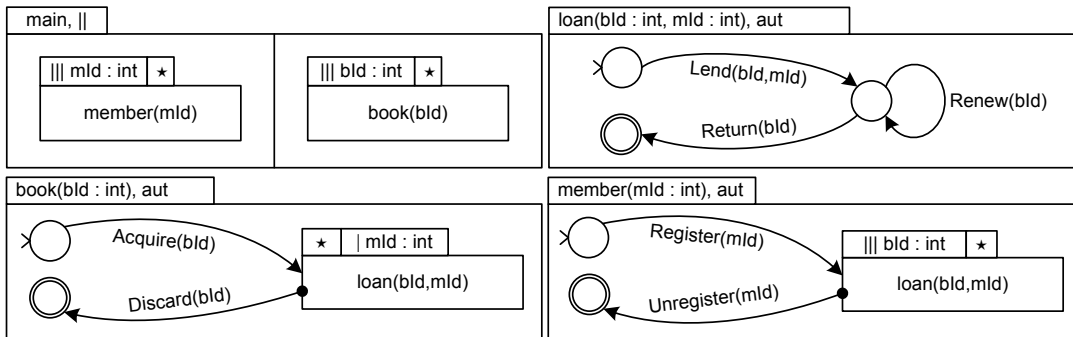 main, ||
||| mId : int ★
member(mId)
||| bId : int ★
book(bId)
loan(bId : int, mId : int), aut
Lend(bId,mId)
Renew(bId)
Return(bId)
book(bId : int), aut
Acquire(bId)
★ | mId : int
loan(bId,mId)
Discard(bId)
member(mId : int), aut
Register(mId)
||| bId : int ★
loan(bId,mId)
Unregister(mId)